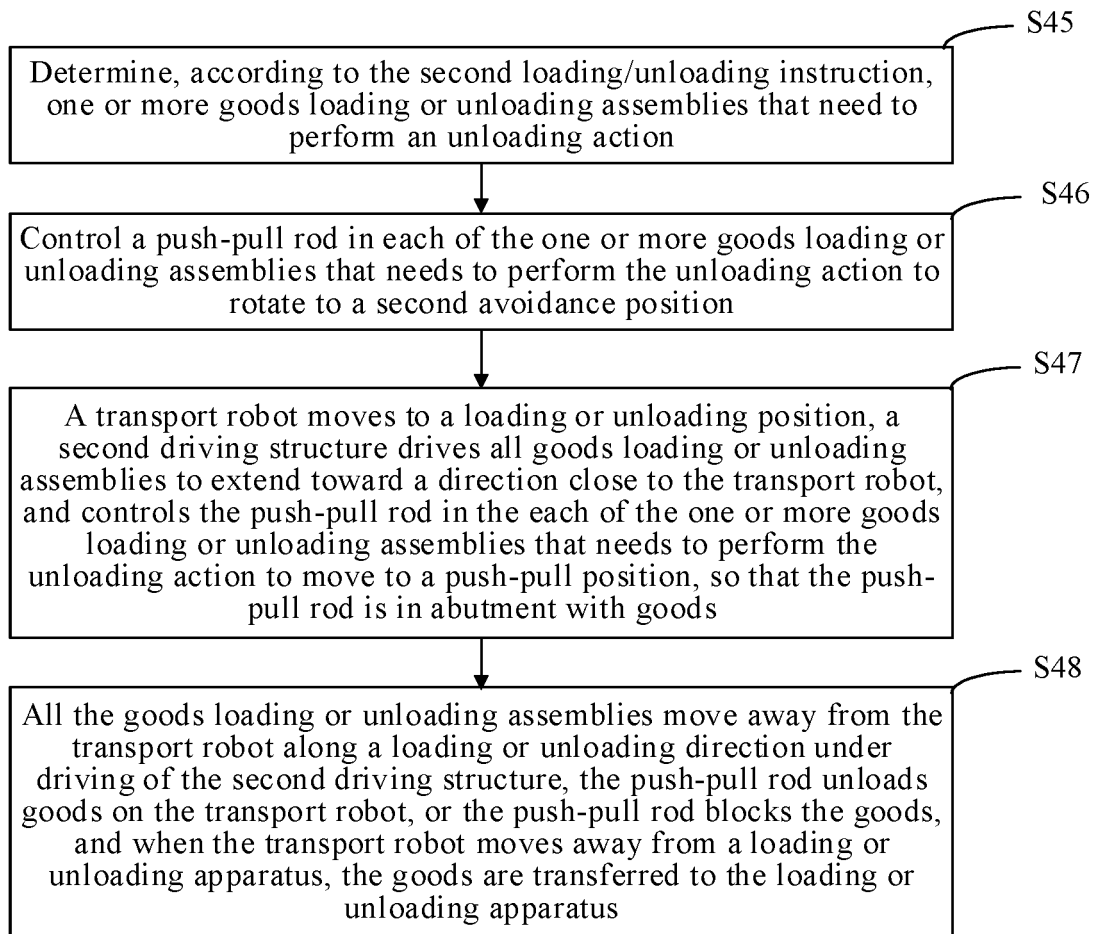 S45
Determine, according to the second loading/unloading instruction,
one or more goods loading or unloading assemblies that need to
perform an unloading action
S46
Control a push-pull rod in each of the one or more goods loading or
unloading assemblies that needs to perform the unloading action to
rotate to a second avoidance position
S47
A transport robot moves to a loading or unloading position, a
second driving structure drives all goods loading or unloading
assemblies to extend toward a direction close to the transport robot,
and controls the push-pull rod in the each of the one or more goods
loading or unloading assemblies that needs to perform the
unloading action to move to a push-pull position, so that the push-
pull rod is in abutment with goods
S48
All the goods loading or unloading assemblies move away from the
transport robot along a loading or unloading direction under
driving of the second driving structure, the push-pull rod unloads
goods on the transport robot, or the push-pull rod blocks the goods,
and when the transport robot moves away from a loading or
unloading apparatus, the goods are transferred to the loading or
unloading apparatus